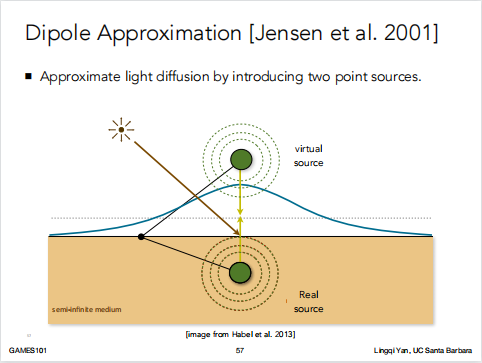 Dipole Approximation [Jensen et al. 2001]
Approximate light diffusion by introducing two point sources.
virtual
source
Real
source
semi-infinite medium
[image from Habel et al. 2013]
GAMES101
57
Lingqi Yan, UC Santa Barbara